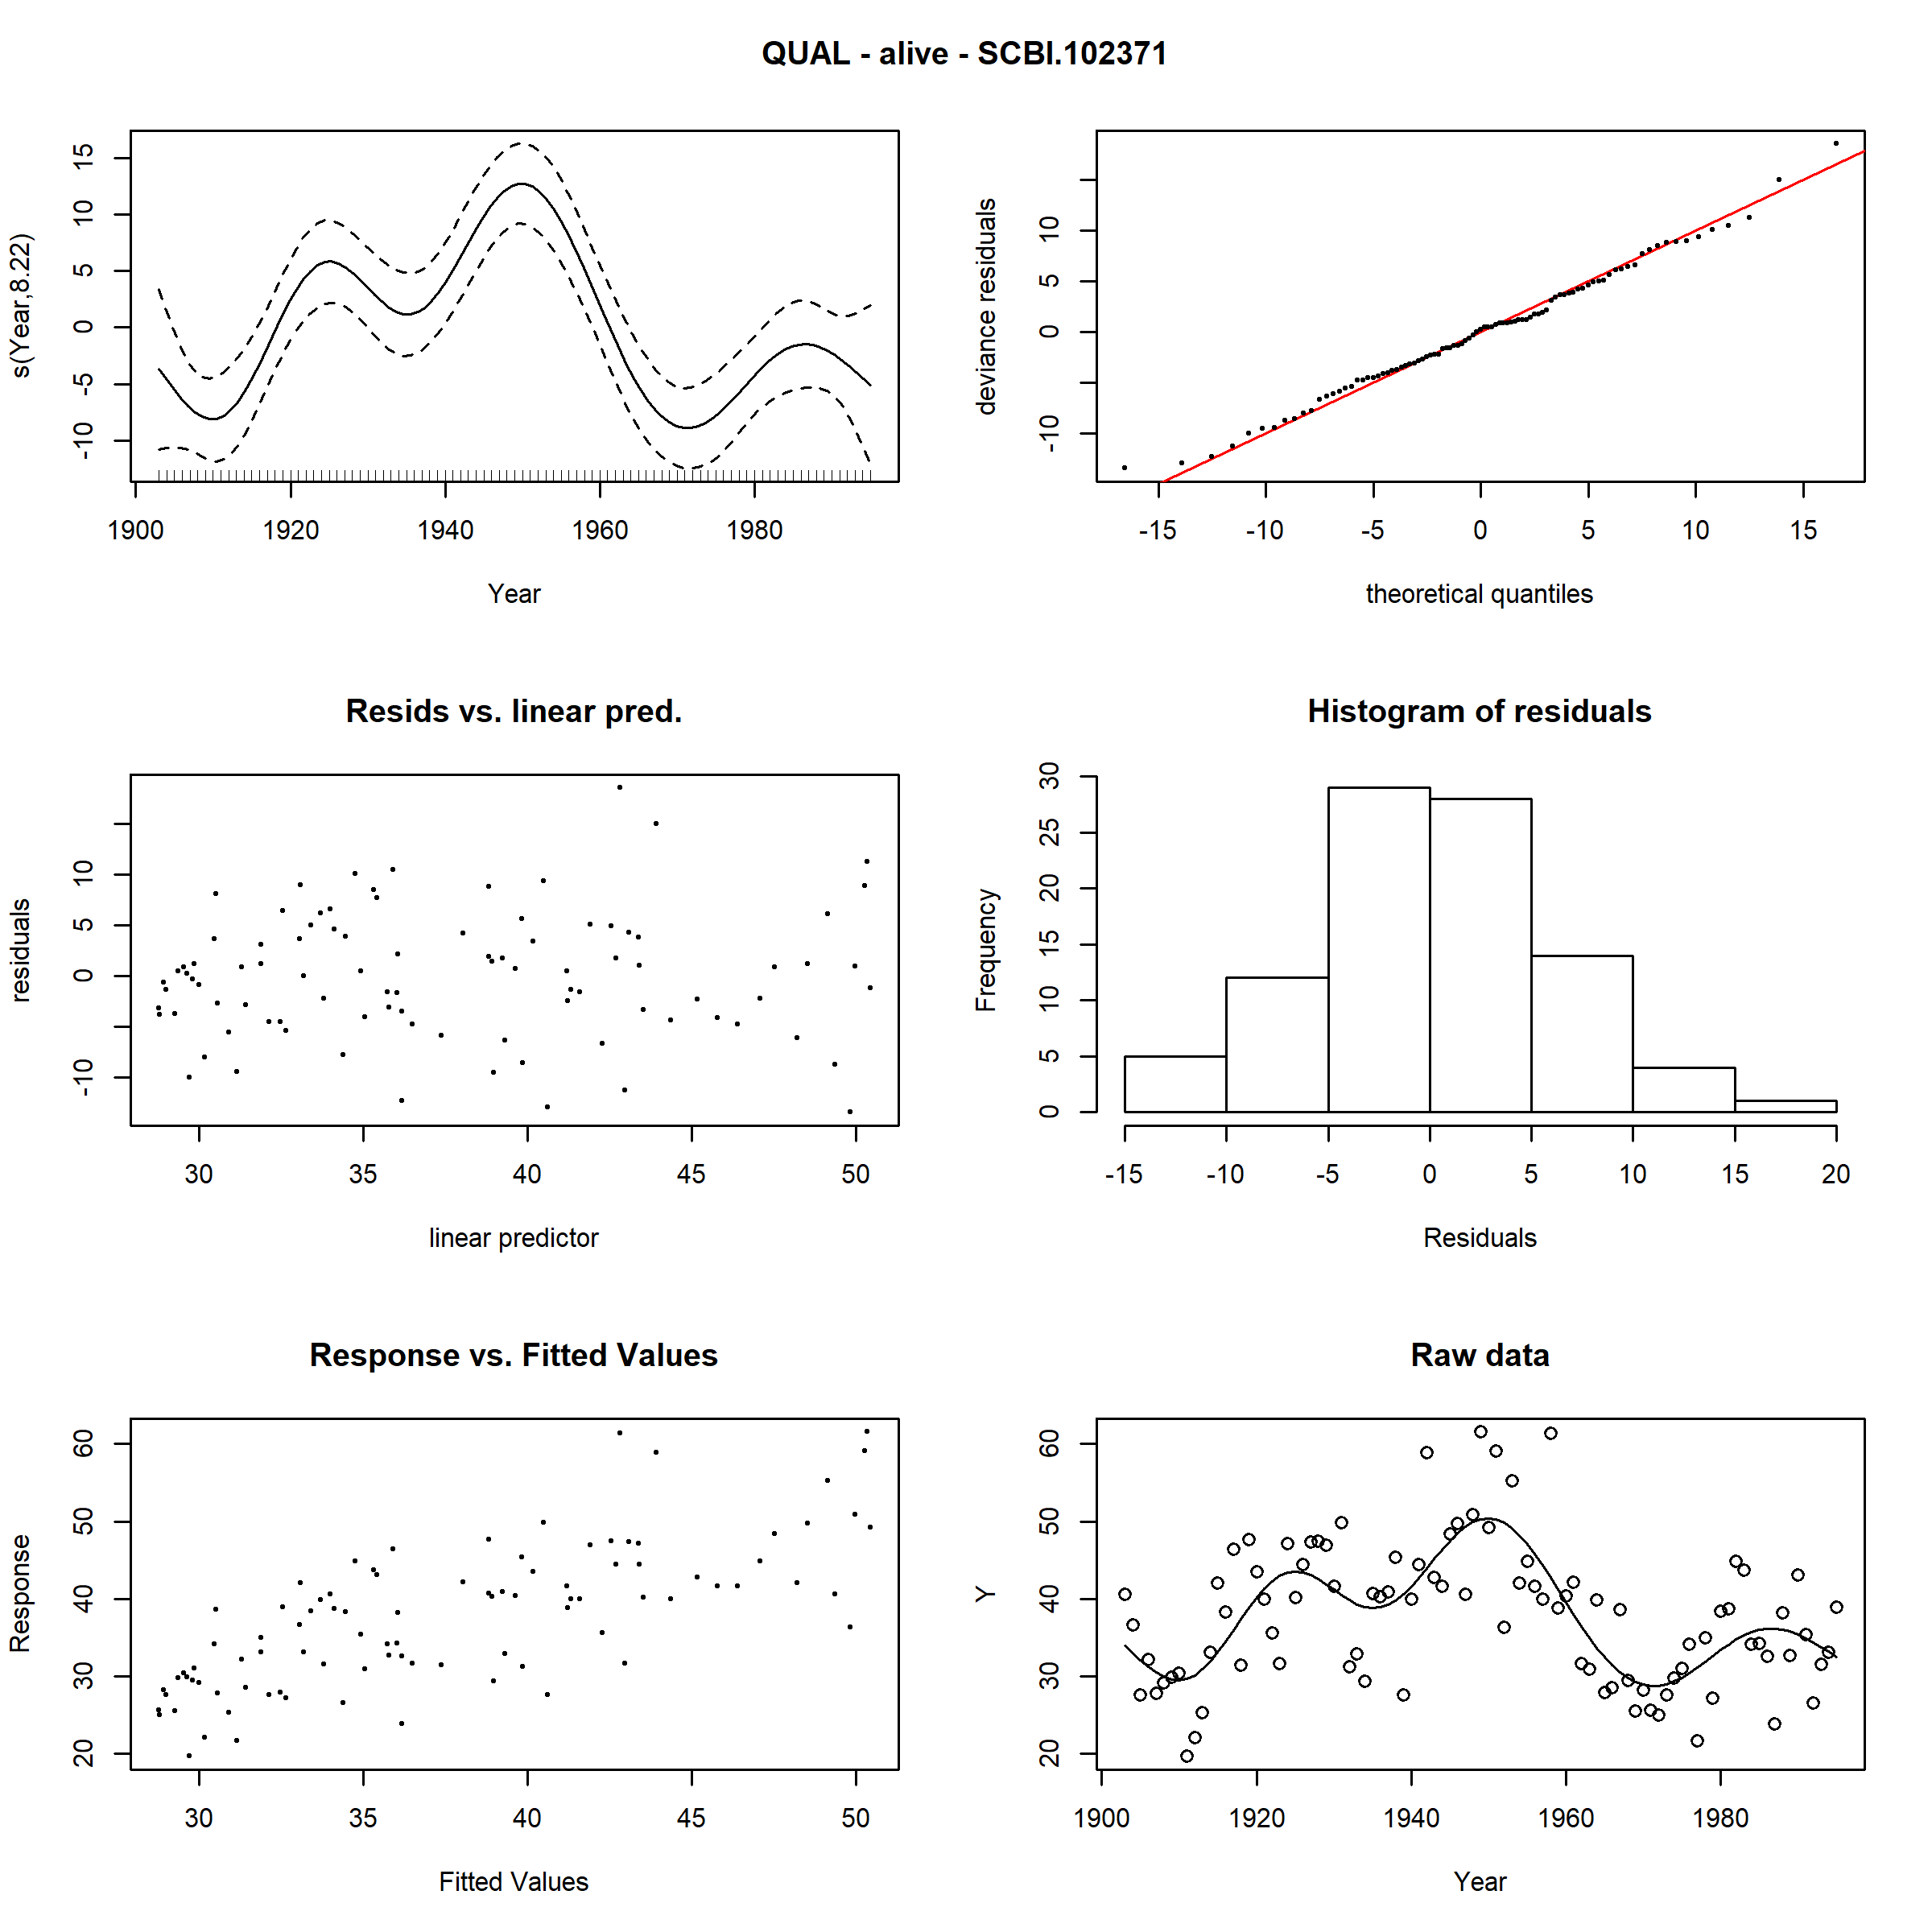 QUAL - alive - SCBI.102371
s(Year,8.22)
15
10
5
0
-5
-10
1900 1920 1940 1960 1980
Year
deviance residuals
10
5
0
-10
-15 -10 -5 0 5 10 15
theoretical quantiles
Resids vs. linear pred.
residuals
10
5
0
-10
30 35 40 45 50
linear predictor
Histogram of residuals
Frequency
30
25
20
15
10
5
0
-15 -10 -5 0 5 10 15 20
Residuals
Response vs. Fitted Values
Response
60
50
40
30
20
30 35 40 45 50
Fitted Values
Raw data
Y
60
50
40
30
20
1900 1920 1940 1960 1980
Year